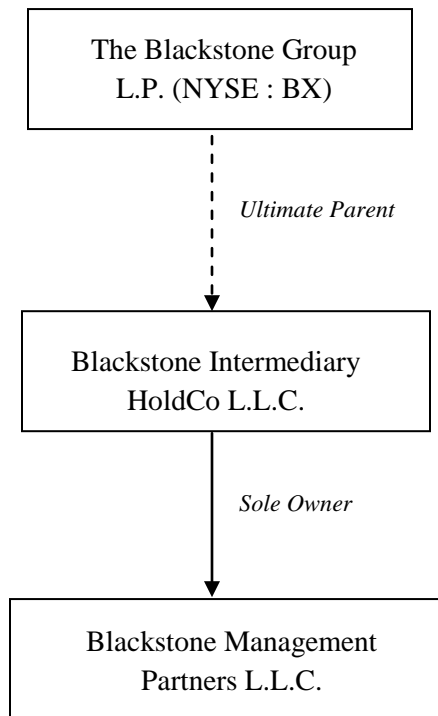 The Blackstone Group
L.P. (NYSE : BX)
Ultimate Parent
Blackstone Intermediary
HoldCo L.L.C.
Sole Owner
Blackstone Management
Partners L.L.C.